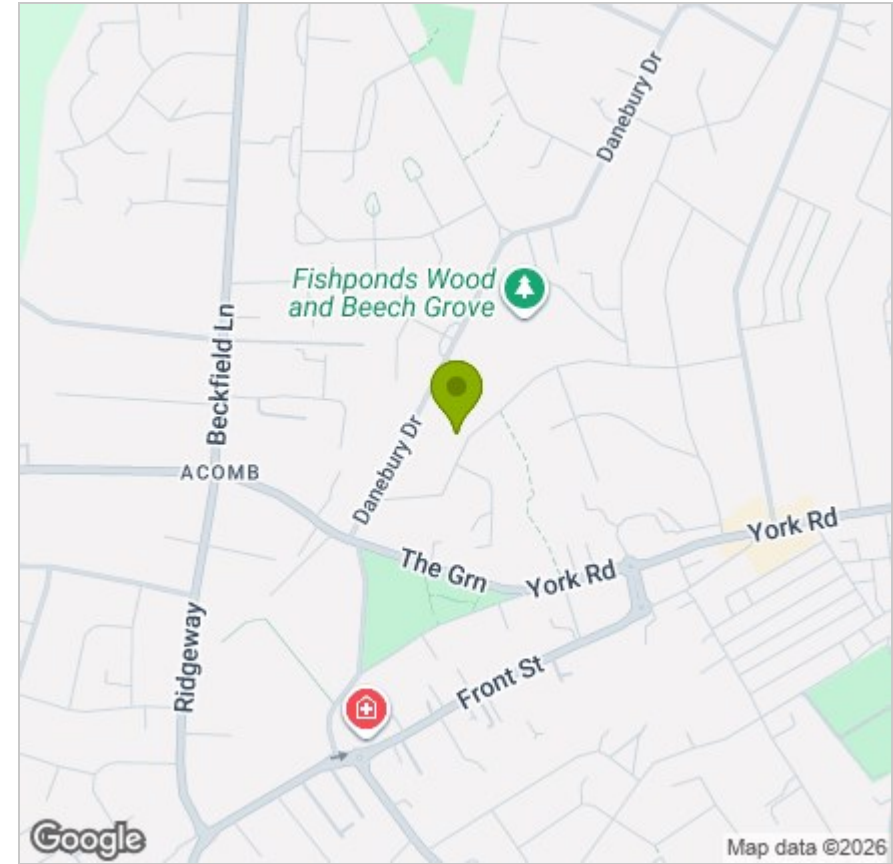 Danebury Dr
Fishponds Wood
and Beech Grove
Beckfield Ln
Danebury Dr
ACOMB
York Rd
The Grn
York Rd
Ridgeway
Front St
Google
Map data ©2026